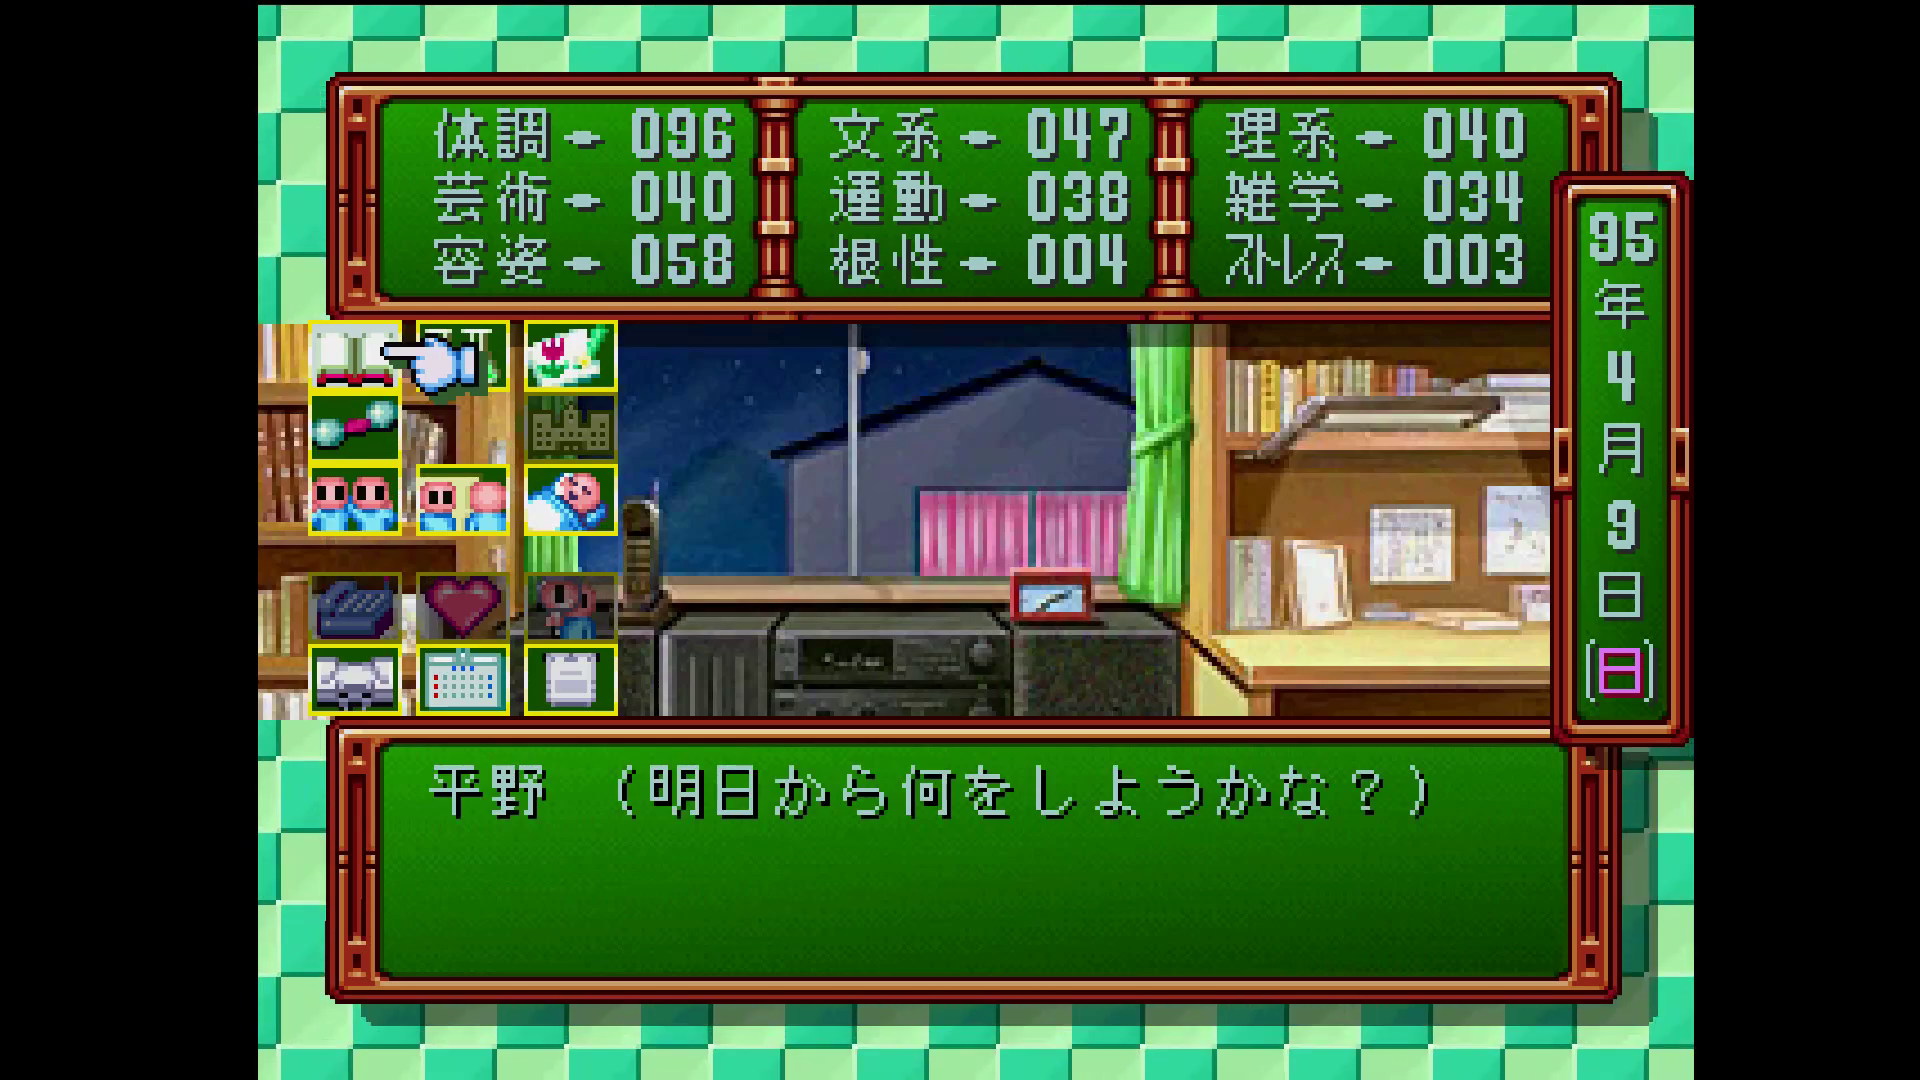 体調 096 文系 047 理系 040
芸術 040 運動 038 雑学 034
容姿 058 根性 004 ストレス 003
95
年
4
月
9
日
(日)
平野 (明日から何をしようかな?)